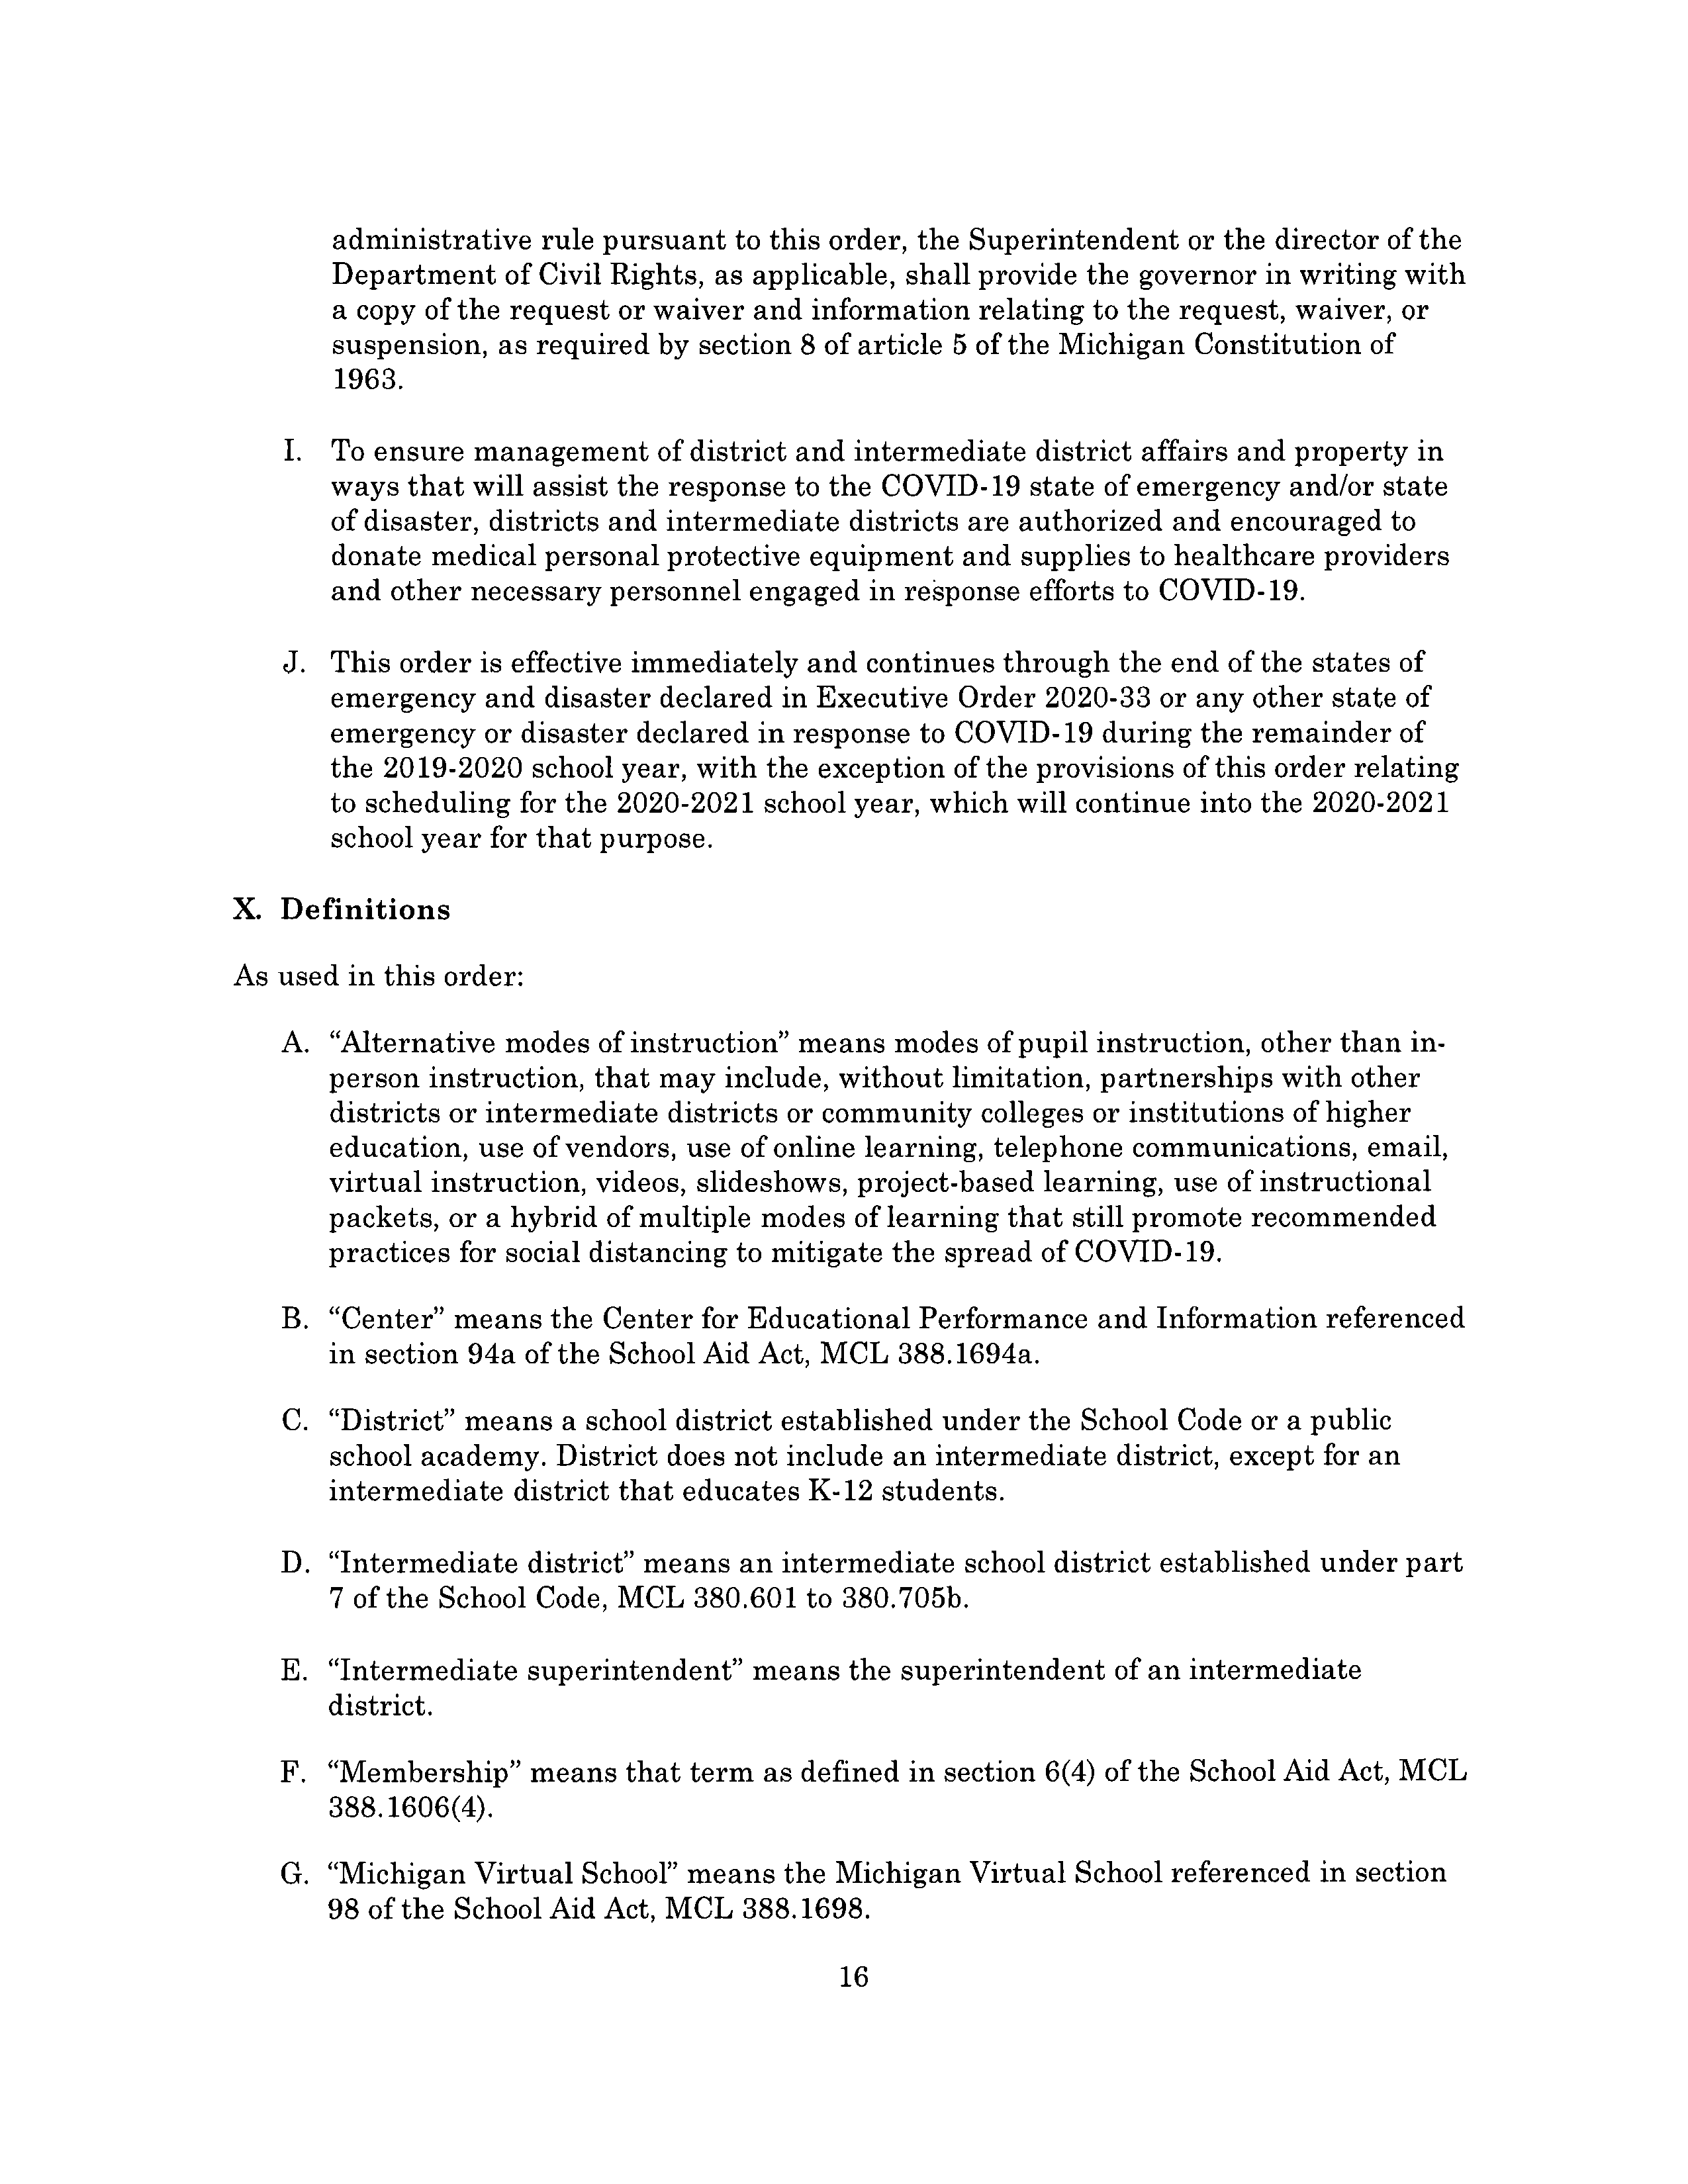 administrative rule pursuant to this order, the Superintendent or the director of the
Department of Civil Rights, as applicable, shall provide the governor in writing with
a copy of the request or waiver and information relating to the request, waiver, or
suspension, as required by section 8 of article 5 of the Michigan Constitution of
1963.
I. To ensure management of district and intermediate district affairs and property in
ways that will assist the response to the COVID-19 state of emergency and/or state
of disaster, districts and intermediate districts are authorized and encouraged to
donate medical personal protective equipment and supplies to healthcare providers
and other necessary personnel engaged in response efforts to COVID-19.
J. This order is effective immediately and continues through the end of the states of
emergency and disaster declared in Executive Order 2020-33 or any other state of
emergency or disaster declared in response to COVID-19 during the remainder of
the 2019-2020 school year, with the exception of the provisions of this order relating
to scheduling for the 2020-2021 school year, which will continue into the 2020-2021
school year for that purpose.
X. Definitions
As used in this order:
A. “Alternative modes of instruction” means modes of pupil instruction, other than in-
person instruction, that may include, without limitation, partnerships with other
districts or intermediate districts or community colleges or institutions of higher
education, use of vendors, use of online learning, telephone communications, email,
virtual instruction, videos, slideshows, project-based learning, use of instructional
packets, or a hybrid of multiple modes of learning that still promote recommended
practices for social distancing to mitigate the spread of COVID-19.
B. “Center” means the Center for Educational Performance and Information referenced
in section 94a of the School Aid Act, MCL 388.1694a.
C. “District” means a school district established under the School Code or a public
school academy. District does not include an intermediate district, except for an
intermediate district that educates K-12 students.
D. “Intermediate district” means an intermediate school district established under part
7 of the School Code, MCL 380.601 to 380.705b.
E. “Intermediate superintendent” means the superintendent of an intermediate
district.
F. “Membership” means that term as defined in section 6(4) of the School Aid Act, MCL
388.1606(4).
G. “Michigan Virtual School” means the Michigan Virtual School referenced in section
98 of the School Aid Act, MCL 388.1698.
16